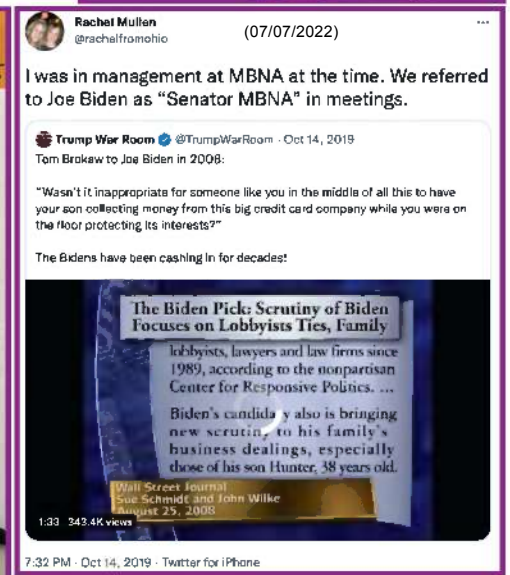 Rachel Mullen
@rachelfromohio
(07/07/2022)
I was in management at MBNA at the time. We referred
to Joe Biden as “Senator MBNA” in meetings.
Trump War Room @TrumpWarRoom · Oct 14, 2019
Tom Brokaw to Joe Biden in 2008:
"Wasn't it inappropriate for someone like you in the middle of all this to have
your son collecting money from this big credit card company while you were on
the floor protecting its interests?"
The Bidens have been cashing in for decades!
The Biden Pick: Scrutiny of Biden
Focuses on Lobbyists Ties, Family
lobbyists, lawyers and law firms since
1989, according to the nonpartisan
Center for Responsive Politics. ...
Biden's candida y also is bringing
new scrutiny to his family's
business dealings, especially
those of his son Hunter, 38 years old.
Wall Street Journal
Sue Schmidt and John Wilke
August 25, 2008
1:33 343.4K views
7:32 PM · Oct 14, 2019 · Twitter for iPhone